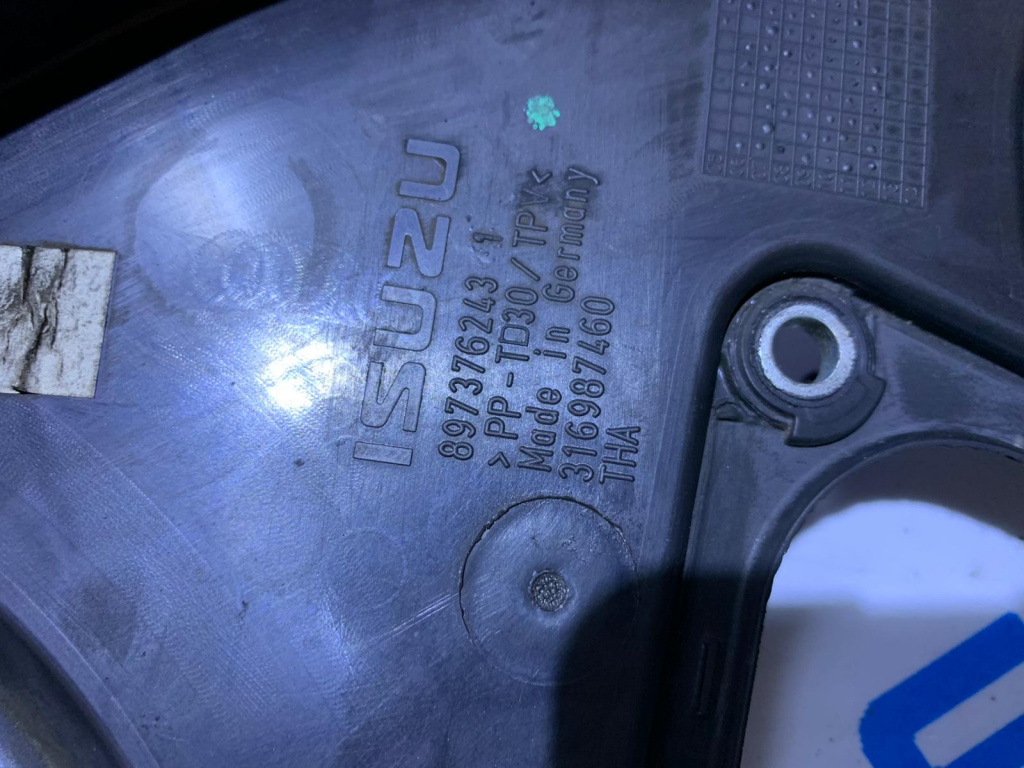 ISUZU
897376243 1
>PP-TD30/TPV<
Made in Germany
316987460
THA